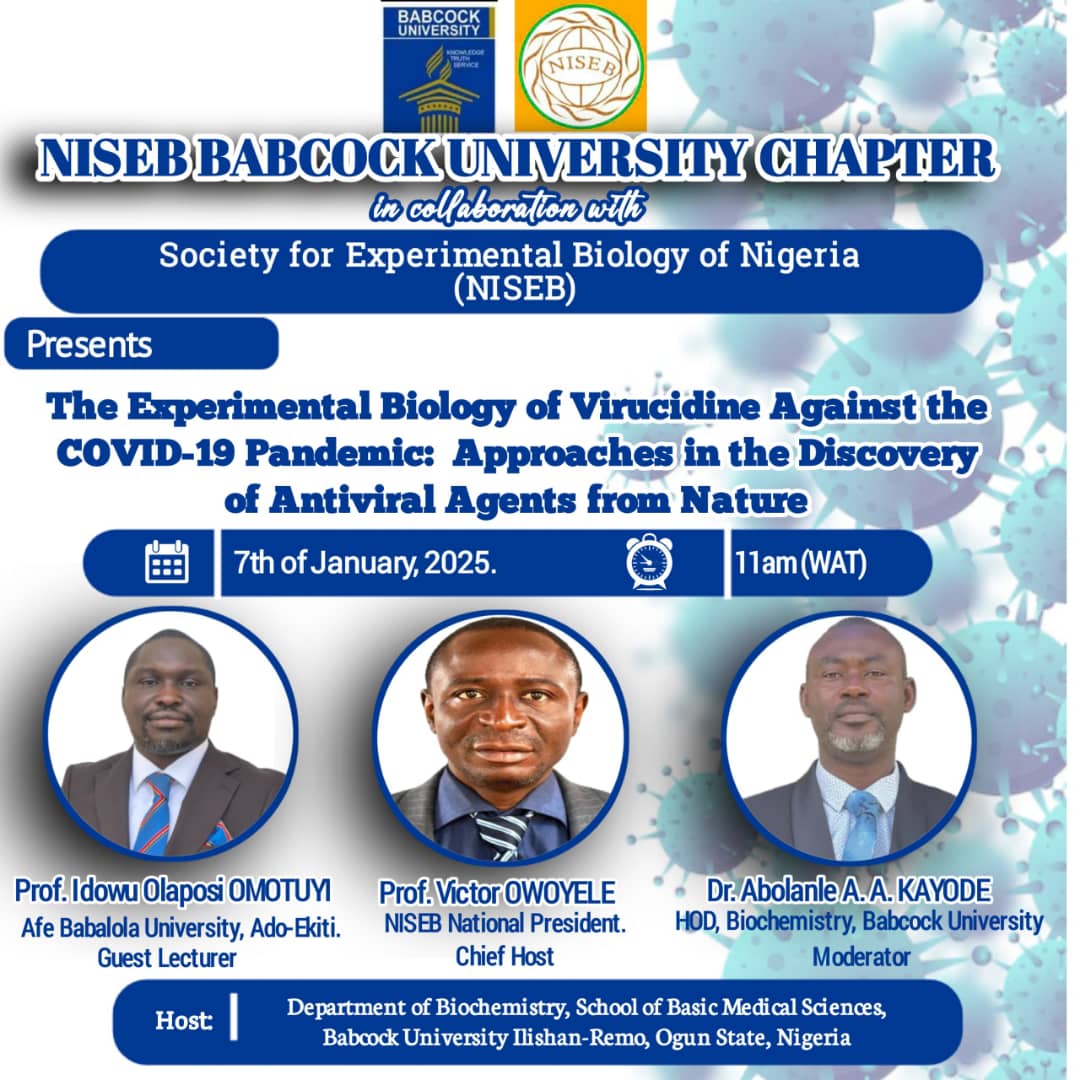 BABCOCK
UNIVERSITY
KNOWLEDGE
TRUTH
SERVICE
NISEB
NISEB BABCOCK UNIVERSITY CHAPTER
in collaboration with
Society for Experimental Biology of Nigeria
(NISEB)
Presents
The Experimental Biology of Virucidine Against the
COVID-19 Pandemic: Approaches in the Discovery
of Antiviral Agents from Nature
7th of January, 2025.
11am (WAT)
Prof. Idowu Olaposi OMOTUYI
Afe Babalola University, Ado-Ekiti.
Guest Lecturer
Prof. Victor OWOYELE
NISEB National President.
Chief Host
Dr. Abolanle A. A. KAYODE
HOD, Biochemistry, Babcock University
Moderator
Host:
Department of Biochemistry, School of Basic Medical Sciences,
Babcock University Ilishan-Remo, Ogun State, Nigeria